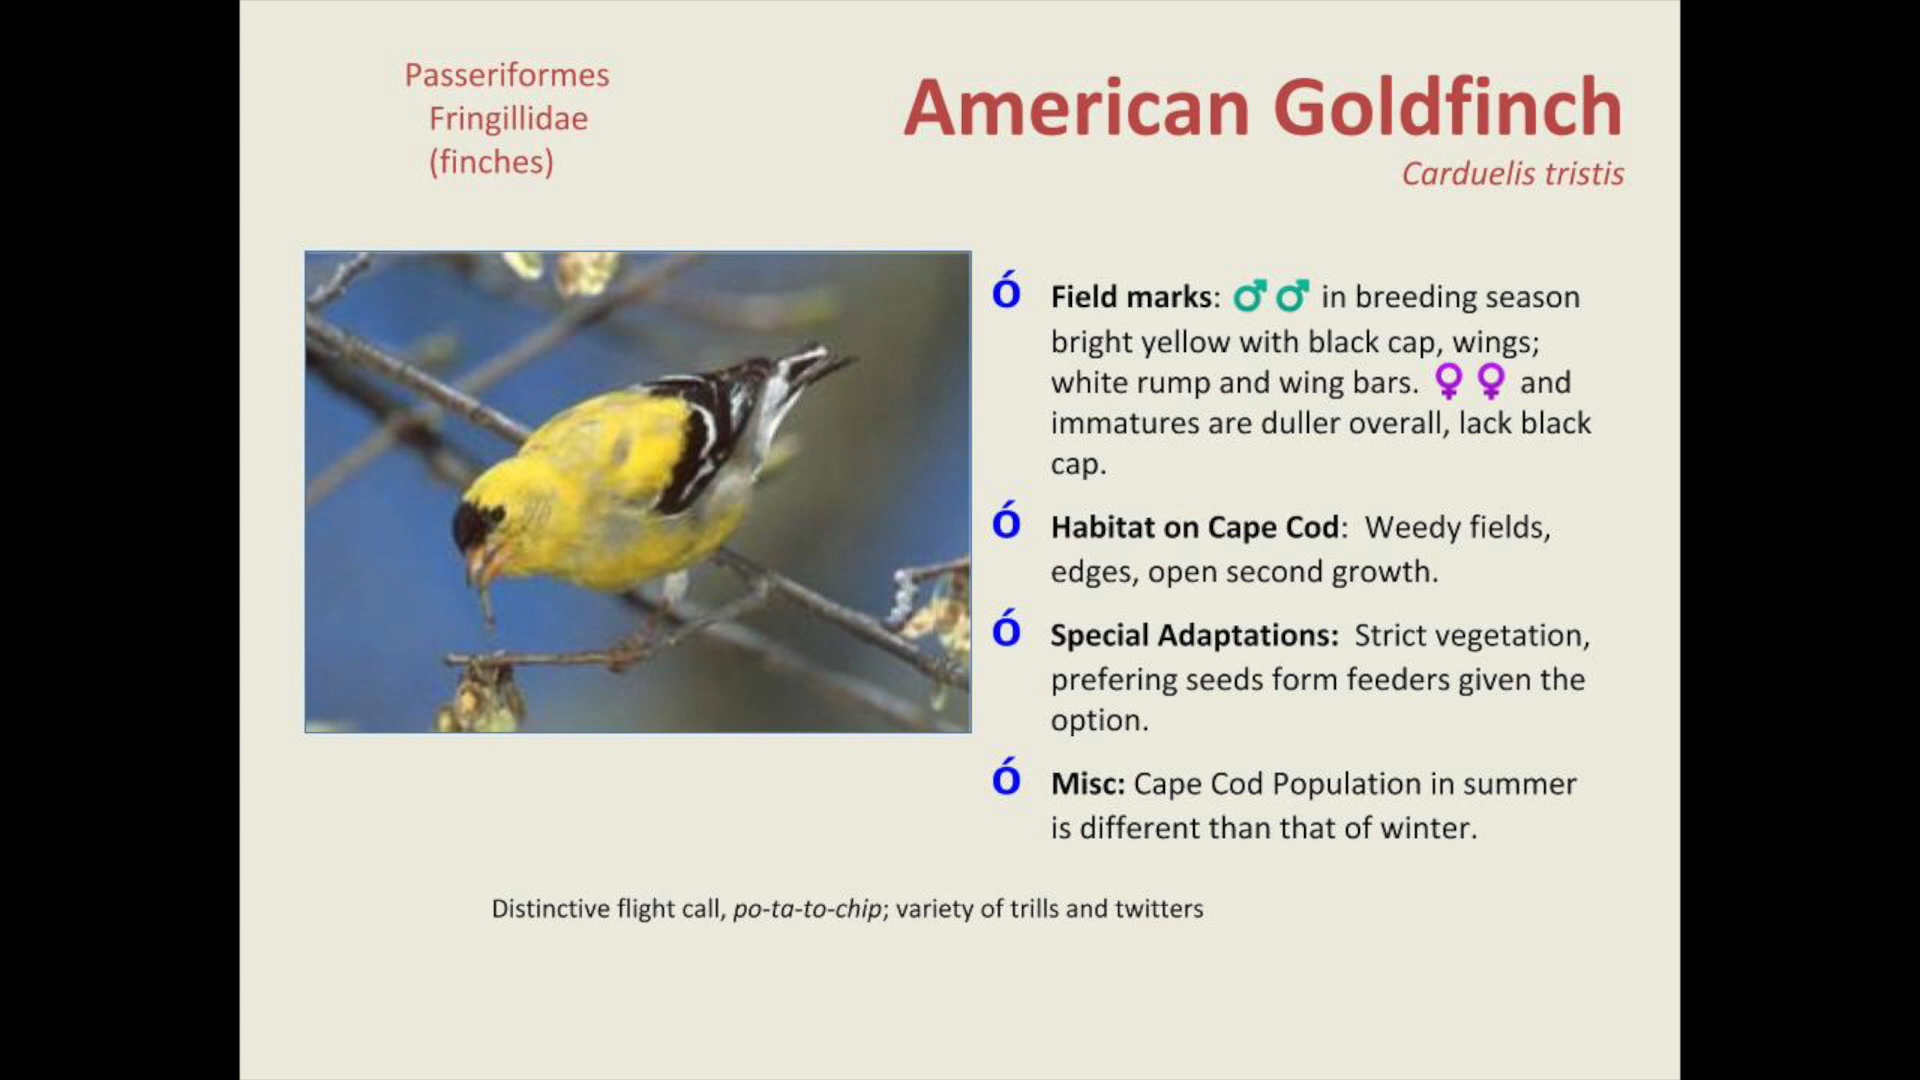 Passeriformes
Fringillidae
(finches)
American Goldfinch
Carduelis tristis
Ó Field marks: ♂♂ in breeding season
bright yellow with black cap, wings;
white rump and wing bars. ♀♀ and
immatures are duller overall, lack black
cap.
Ó Habitat on Cape Cod: Weedy fields,
edges, open second growth.
Ó Special Adaptations: Strict vegetation,
prefering seeds form feeders given the
option.
Ó Misc: Cape Cod Population in summer
is different than that of winter.
Distinctive flight call, po-ta-to-chip; variety of trills and twitters